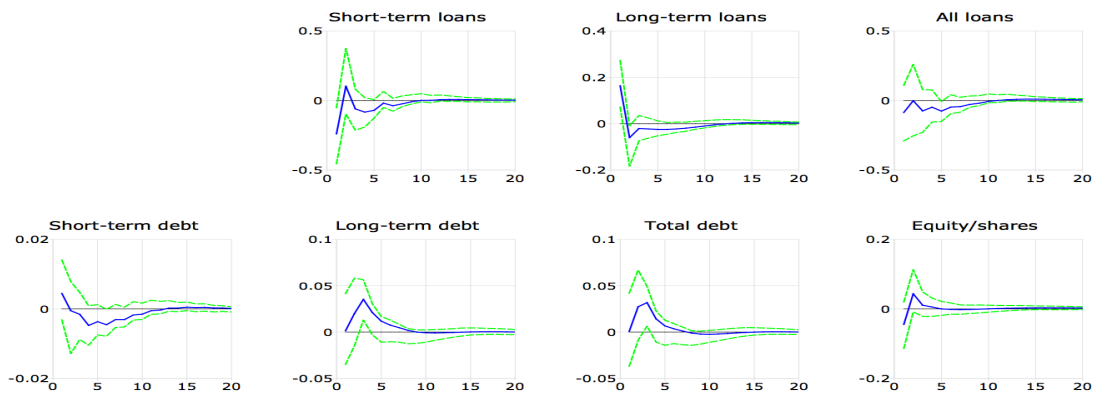 Short-term loans
0.5
0
-0.5
0 5 10 15 20
Long-term loans
0.4
0.2
0
-0.2
0 5 10 15 20
All loans
0.5
0
-0.5
0 5 10 15 20
Short-term debt
0.02
0
-0.02
0 5 10 15 20
Long-term debt
0.1
0.05
0
-0.05
0 5 10 15 20
Total debt
0.1
0.05
0
-0.05
0 5 10 15 20
Equity/shares
0.2
0
-0.2
0 5 10 15 20